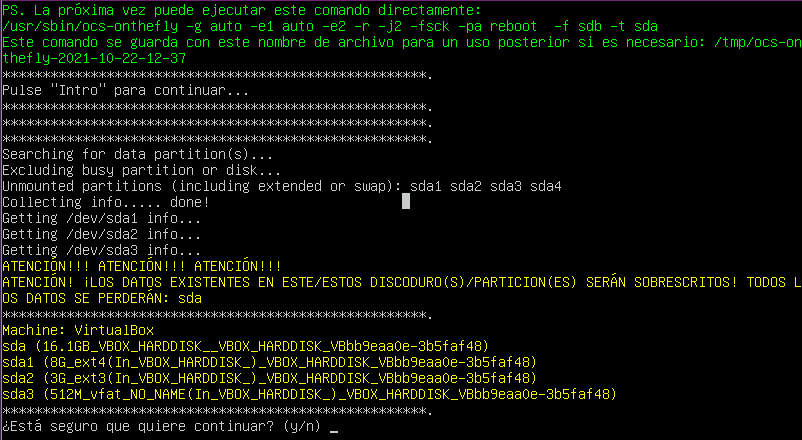 PS. La próxima vez puede ejecutar este comando directamente:
/usr/sbin/ocs-onthefly -g auto -e1 auto -e2 -r -j2 -fsck -pa reboot  -f sdb -t sda
Este comando se guarda con este nombre de archivo para un uso posterior si es necesario: /tmp/ocs-on
thefly-2021-10-22-12-37
*****************************************************.
Pulse "Intro" para continuar...
*****************************************************.
*****************************************************.
*****************************************************.
Searching for data partition(s)...
Excluding busy partition or disk...
Unmounted partitions (including extended or swap): sda1 sda2 sda3 sda4
Collecting info..... done!
Getting /dev/sda1 info...
Getting /dev/sda2 info...
Getting /dev/sda3 info...
ATENCIÓN!!! ATENCIÓN!!! ATENCIÓN!!!
ATENCIÓN! ¡LOS DATOS EXISTENTES EN ESTE/ESTOS DISCODURO(S)/PARTICION(ES) SERÁN SOBRESCRITOS! TODOS L
OS DATOS SE PERDERÁN: sda
*****************************************************.
Machine: VirtualBox
sda (16.1GB_VBOX_HARDDISK__VBOX_HARDDISK_VBbb9eaa0e-3b5faf48)
sda1 (8G_ext4(In_VBOX_HARDDISK_)_VBOX_HARDDISK_VBbb9eaa0e-3b5faf48)
sda2 (3G_ext3(In_VBOX_HARDDISK_)_VBOX_HARDDISK_VBbb9eaa0e-3b5faf48)
sda3 (512M_vfat_NO_NAME(In_VBOX_HARDDISK_)_VBOX_HARDDISK_VBbb9eaa0e-3b5faf48)
*****************************************************.
¿Está seguro que quiere continuar? (y/n) _